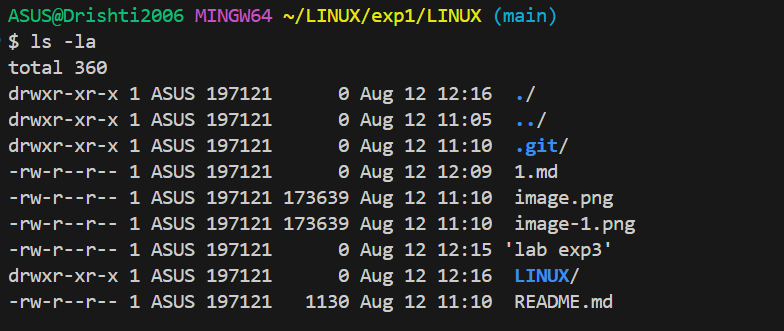 ASUS@Drishti2006 MINGW64 ~/LINUX/exp1/LINUX (main)
$ ls -la
total 360
drwxr-xr-x 1 ASUS 197121      0 Aug 12 12:16  ./
drwxr-xr-x 1 ASUS 197121      0 Aug 12 11:05  ../
drwxr-xr-x 1 ASUS 197121      0 Aug 12 11:10  .git/
-rw-r--r-- 1 ASUS 197121      0 Aug 12 12:09  1.md
-rw-r--r-- 1 ASUS 197121 173639 Aug 12 11:10  image.png
-rw-r--r-- 1 ASUS 197121 173639 Aug 12 11:10  image-1.png
-rw-r--r-- 1 ASUS 197121      0 Aug 12 12:15 'lab exp3'
drwxr-xr-x 1 ASUS 197121      0 Aug 12 12:16  LINUX/
-rw-r--r-- 1 ASUS 197121   1130 Aug 12 11:10  README.md